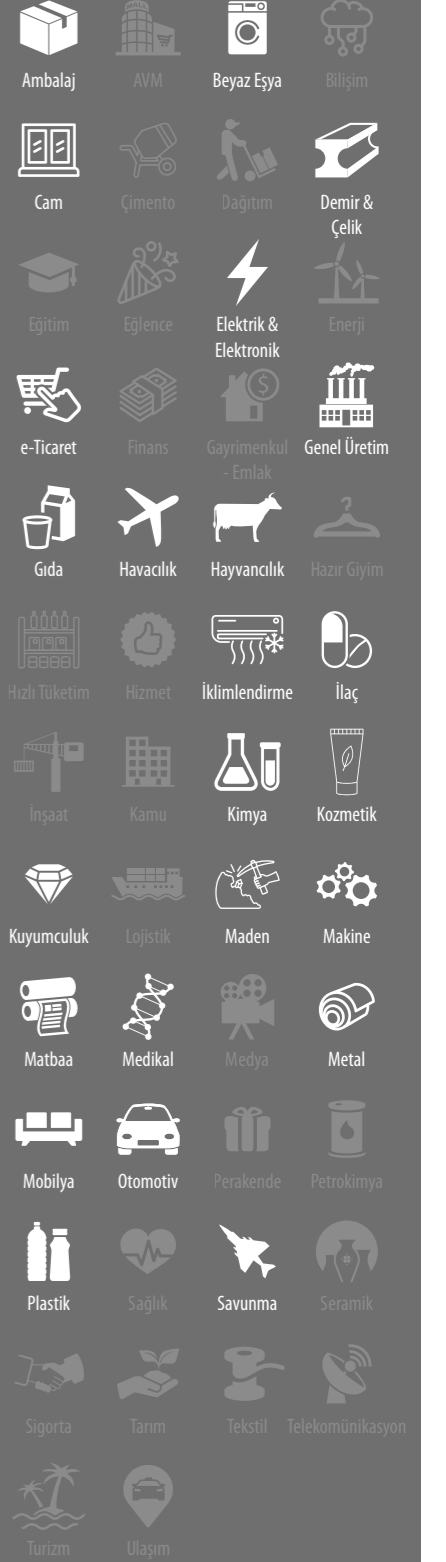 MALL
Ambalaj
AVM
Beyaz Eşya
Bilişim
Cam
Çimento
Dağıtım
Demir &
Çelik
Eğitim
Eğlence
Elektrik &
Elektronik
Enerji
e-Ticaret
Finans
Gayrimenkul
- Emlak
Genel Üretim
Gıda
Havacılık
Hayvancılık
Hazır Giyim
Hızlı Tüketim
Hizmet
İklimlendirme
İlaç
İnşaat
Kamu
Kimya
Kozmetik
Kuyumculuk
Lojistik
Maden
Makine
Matbaa
Medikal
Medya
Metal
Mobilya
Otomotiv
Perakende
Petrokimya
Plastik
Sağlık
Savunma
Seramik
Sigorta
Tarım
Tekstil
Telekomünikasyon
Turizm
Ulaşım